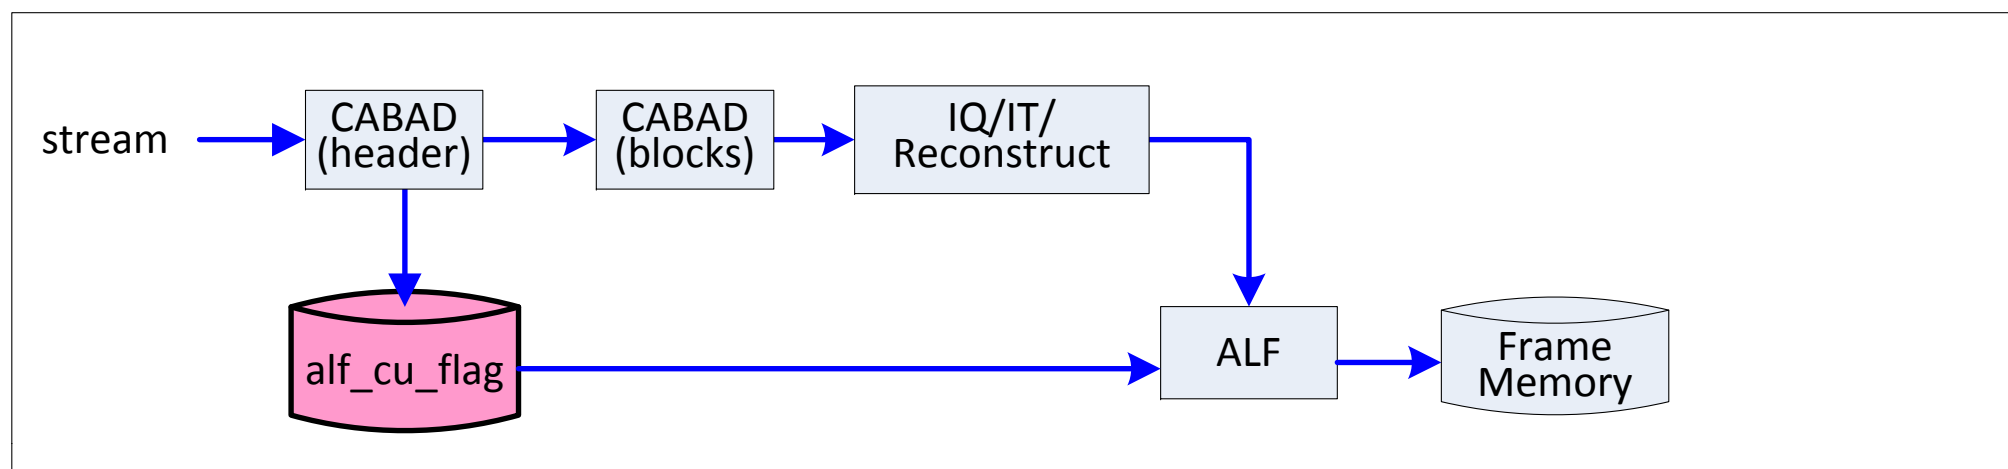 stream
CABAD
(header)
CABAD
(blocks)
IQ/IT/
Reconstruct
alf_cu_flag
ALF
Frame
Memory